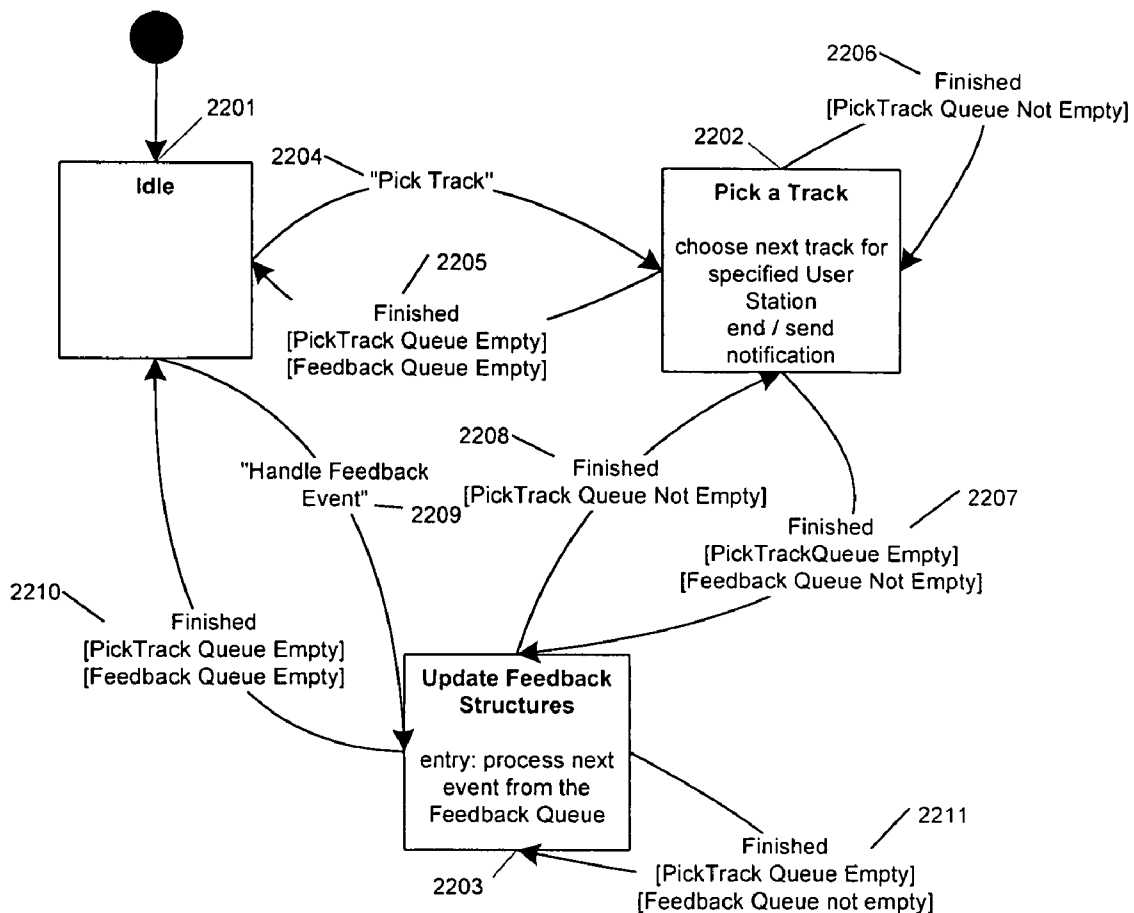 2206
Finished
[PickTrack Queue Not Empty]
2201
2202
2204
Idle
"Pick Track"
Pick a Track
choose next track for
specified User
Station
end / send
notification
2205
Finished
[PickTrack Queue Empty]
[Feedback Queue Empty]
2208
Finished
[PickTrack Queue Not Empty]
"Handle Feedback
Event"
2209
2207
Finished
[PickTrackQueue Empty]
[Feedback Queue Not Empty]
2210
Finished
[PickTrack Queue Empty]
[Feedback Queue Empty]
Update Feedback
Structures
entry: process next
event from the
Feedback Queue
2211
Finished
[PickTrack Queue Empty]
[Feedback Queue not empty]
2203